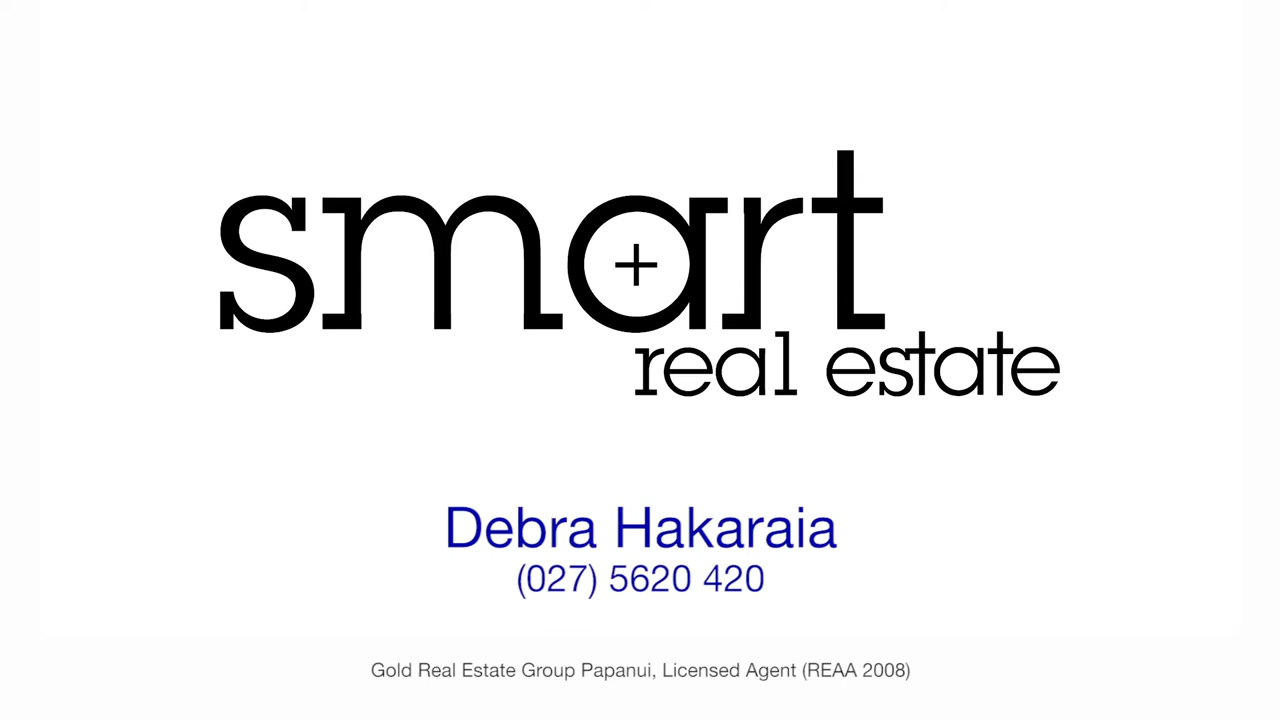 smart
real estate
Debra Hakaraia
(027) 5620 420
Gold Real Estate Group Papanui, Licensed Agent (REAA 2008)